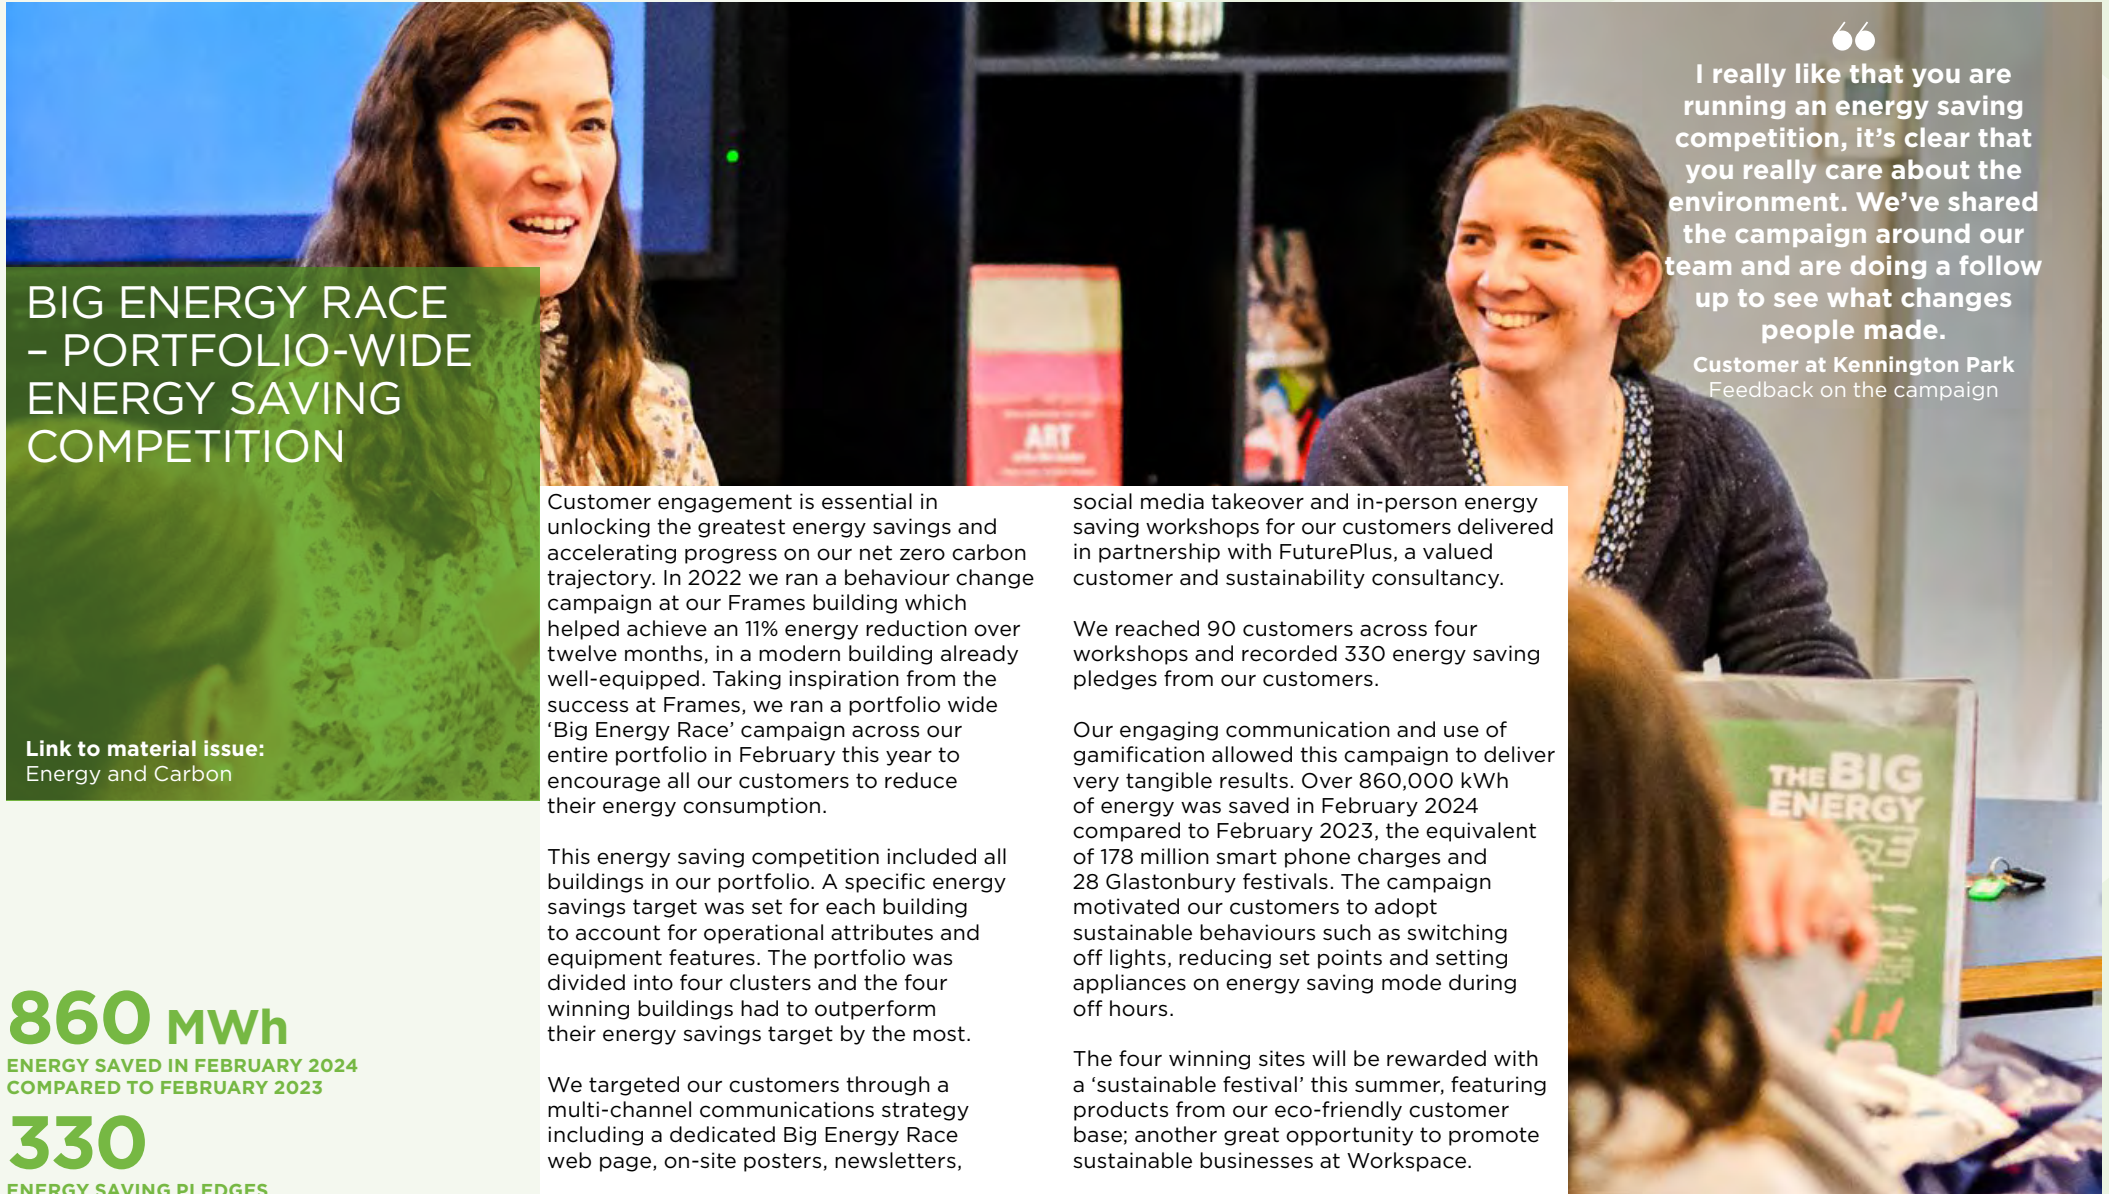 BIG ENERGY RACE
– PORTFOLIO-WIDE
ENERGY SAVING
COMPETITION
Link to material issue:
Energy and Carbon
860 MWh
ENERGY SAVED IN FEBRUARY 2024
COMPARED TO FEBRUARY 2023
330
ENERGY SAVING PLEDGES
Customer engagement is essential in
unlocking the greatest energy savings and
accelerating progress on our net zero carbon
trajectory. In 2022 we ran a behaviour change
campaign at our Frames building which
helped achieve an 11% energy reduction over
twelve months, in a modern building already
well-equipped. Taking inspiration from the
success at Frames, we ran a portfolio wide
‘Big Energy Race’ campaign across our
entire portfolio in February this year to
encourage all our customers to reduce
their energy consumption.
This energy saving competition included all
buildings in our portfolio. A specific energy
savings target was set for each building
to account for operational attributes and
equipment features. The portfolio was
divided into four clusters and the four
winning buildings had to outperform
their energy savings target by the most.
We targeted our customers through a
multi-channel communications strategy
including a dedicated Big Energy Race
web page, on-site posters, newsletters,
social media takeover and in-person energy
saving workshops for our customers delivered
in partnership with FuturePlus, a valued
customer and sustainability consultancy.
We reached 90 customers across four
workshops and recorded 330 energy saving
pledges from our customers.
Our engaging communication and use of
gamification allowed this campaign to deliver
very tangible results. Over 860,000 kWh
of energy was saved in February 2024
compared to February 2023, the equivalent
of 178 million smart phone charges and
28 Glastonbury festivals. The campaign
motivated our customers to adopt
sustainable behaviours such as switching
off lights, reducing set points and setting
appliances on energy saving mode during
off hours.
The four winning sites will be rewarded with
a ‘sustainable festival’ this summer, featuring
products from our eco-friendly customer
base; another great opportunity to promote
sustainable businesses at Workspace.
“
I really like that you are
running an energy saving
competition, it’s clear that
you really care about the
environment. We’ve shared
the campaign around our
team and are doing a follow
up to see what changes
people made.
Customer at Kennington Park
Feedback on the campaign
ART
THE BIG
ENERGY